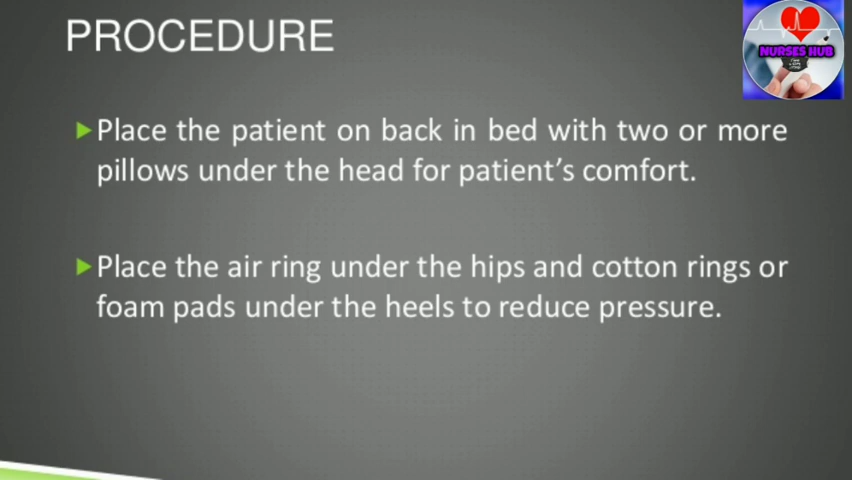 PROCEDURE
NURSES HUB
Place the patient on back in bed with two or more
pillows under the head for patient's comfort.
Place the air ring under the hips and cotton rings or
foam pads under the heels to reduce pressure.